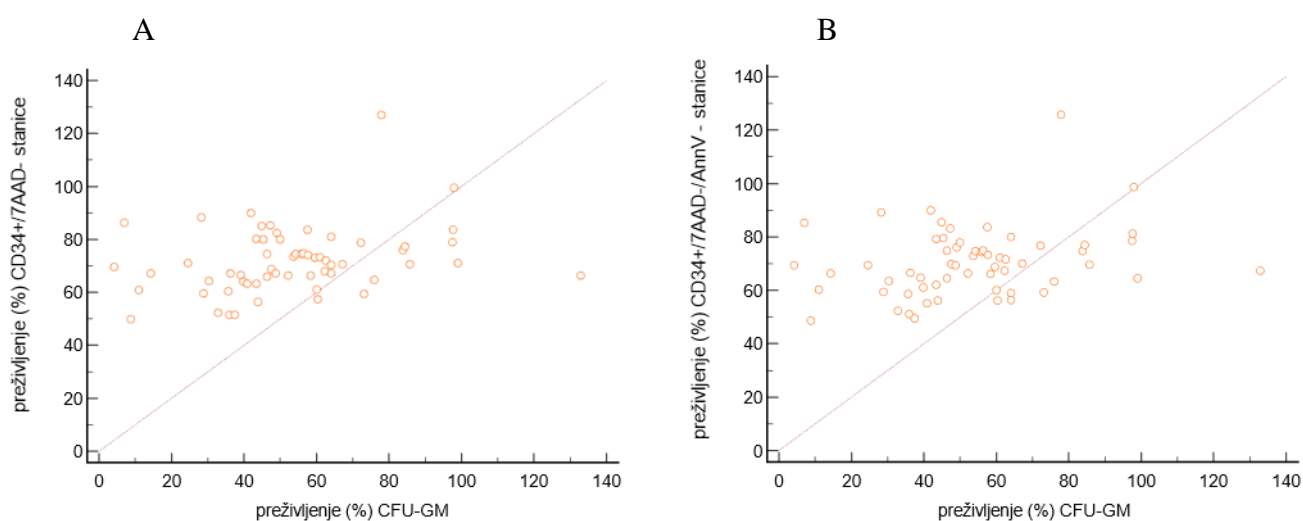 A
preživljenje (%) CD34+/7AAD- stanice
140
120
100
80
60
40
20
0
0 20 40 60 80 100 120 140
preživljenje (%) CFU-GM
B
preživljenje (%) CD34+/7AAD-/AnnV - stanice
140
120
100
80
60
40
20
0
0 20 40 60 80 100 120 140
preživljenje (%) CFU-GM